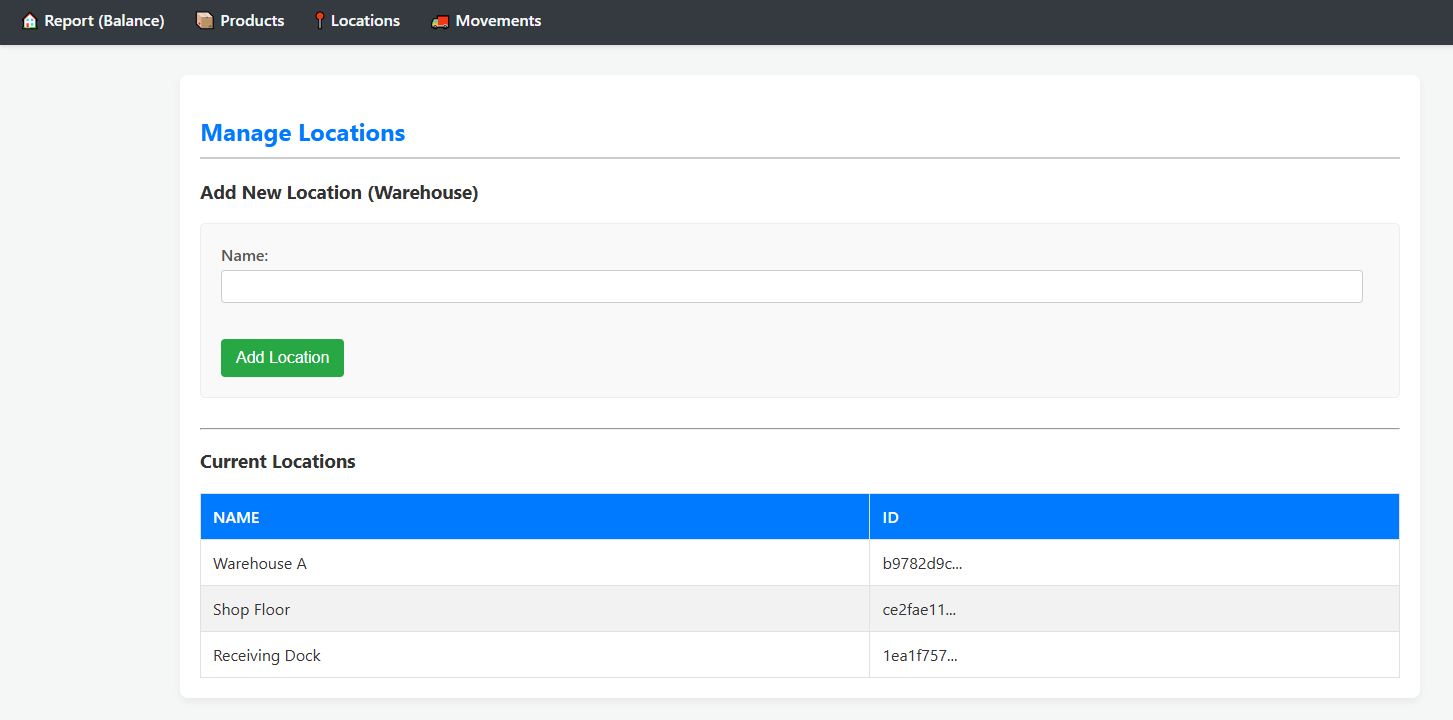 Report (Balance) Products Locations Movements
Manage Locations
Add New Location (Warehouse)
Name:
Add Location
Current Locations
NAME ID
Warehouse A b9782d9c...
Shop Floor ce2fae11...
Receiving Dock 1ea1f757...